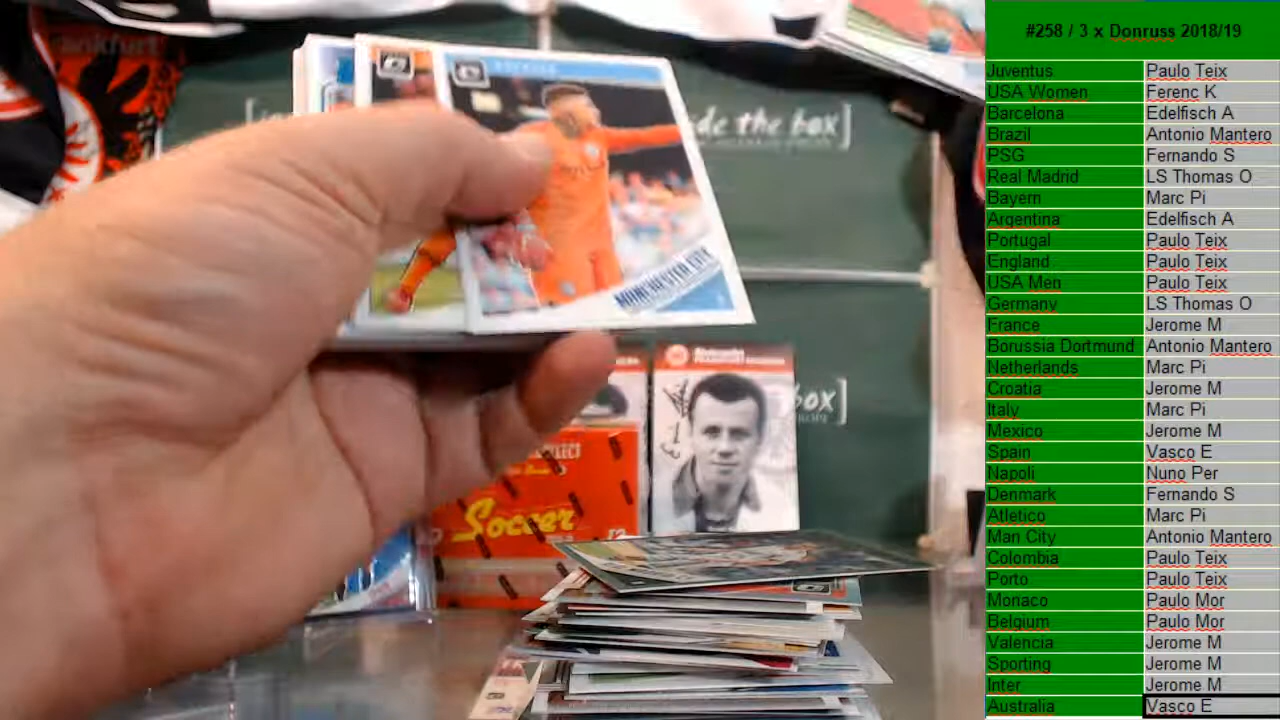 Frankfurt
ide the box]
MANCHESTER CITY
box]
Soccer
#258 / 3 x Donruss 2018/19
Juventus Paulo Teix
USA Women Ferenc K
Barcelona Edelfisch A
Brazil Antonio Mantero
PSG Fernando S
Real Madrid LS Thomas O
Bayern Marc Pi
Argentina Edelfisch A
Portugal Paulo Teix
England Paulo Teix
USA Men Paulo Teix
Germany LS Thomas O
France Jerome M
Borussia Dortmund Antonio Mantero
Netherlands Marc Pi
Croatia Jerome M
Italy Marc Pi
Mexico Jerome M
Spain Vasco E
Napoli Nuno Per
Denmark Fernando S
Atletico Marc Pi
Man City Antonio Mantero
Colombia Paulo Teix
Porto Paulo Teix
Monaco Paulo Mor
Belgium Paulo Mor
Valencia Jerome M
Sporting Jerome M
Inter Jerome M
Australia Vasco E